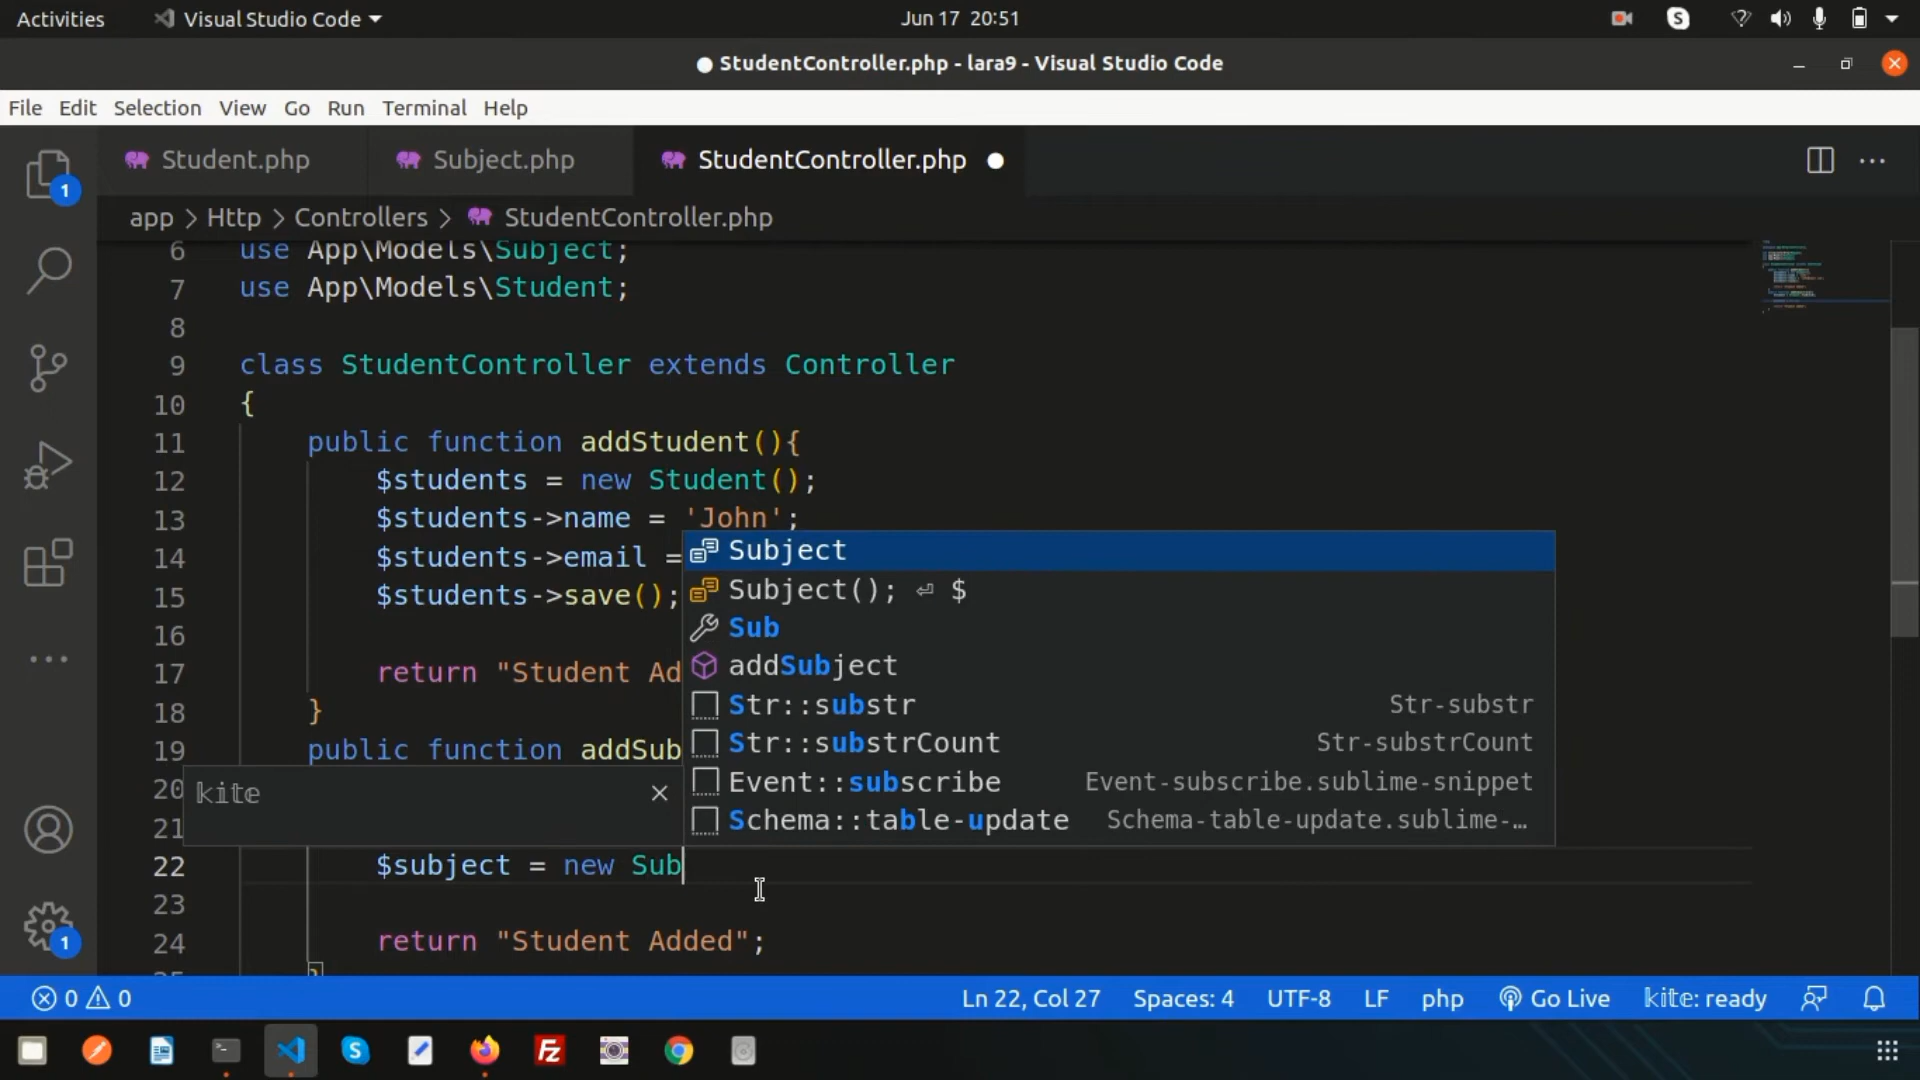 Activities
Visual Studio Code
Jun 17 20:51
● StudentController.php - lara9 - Visual Studio Code
File Edit Selection View Go Run Terminal Help
1
Student.php
Subject.php
StudentController.php ●
app > Http > Controllers > StudentController.php
6 use App\Models\Subject;
7 use App\Models\Student;
8
9 class StudentController extends Controller
10 {
11 public function addStudent(){
12 $students = new Student();
13 $students->name = 'John';
14 $students->email =
15 $students->save();
16
17 return "Student Ad
18 }
19 public function addSub
20
21
22 $subject = new Sub
23
24 return "Student Added";
Subject
Subject(); ⏎ $
Sub
addSubject
Str::substr Str-substr
Str::substrCount Str-substrCount
Event::subscribe Event-subscribe.sublime-snippet
Schema::table-update Schema-table-update.sublime-…
kite
1
0 0
Ln 22, Col 27 Spaces: 4 UTF-8 LF php Go Live kite: ready